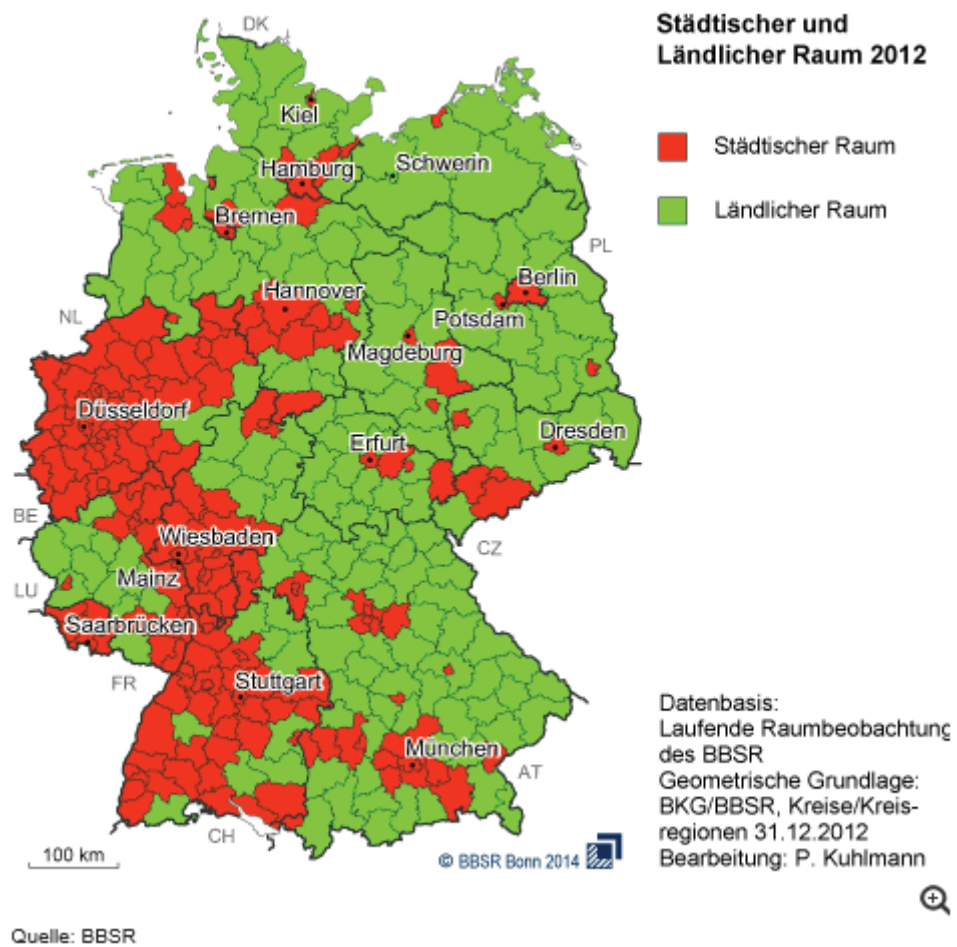 Städtischer und
Ländlicher Raum 2012
Städtischer Raum
Ländlicher Raum
DK
Kiel
Hamburg
Schwerin
Bremen
PL
Berlin
Hannover
Potsdam
NL
Magdeburg
Düsseldorf
Erfurt
Dresden
BE
Wiesbaden
CZ
Mainz
LU
Saarbrücken
FR
Stuttgart
München
AT
CH
100 km
© BBSR Bonn 2014
Datenbasis:
Laufende Raumbeobachtung
des BBSR
Geometrische Grundlage:
BKG/BBSR, Kreise/Kreis-
regionen 31.12.2012
Bearbeitung: P. Kuhlmann
Quelle: BBSR